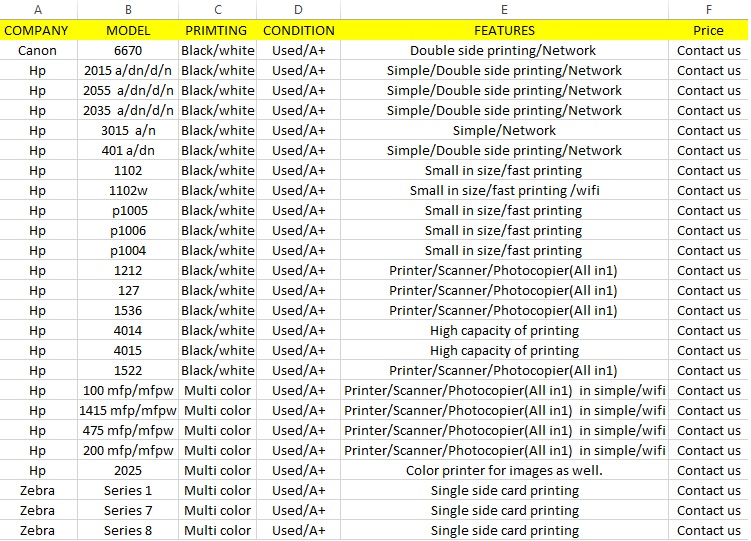 A B C D E F
COMPANY MODEL PRIMTING CONDITION FEATURES Price
Canon 6670 Black/white Used/A+ Double side printing/Network Contact us
Hp 2015 a/dn/d/n Black/white Used/A+ Simple/Double side printing/Network Contact us
Hp 2055 a/dn/d/n Black/white Used/A+ Simple/Double side printing/Network Contact us
Hp 2035 a/dn/d/n Black/white Used/A+ Simple/Double side printing/Network Contact us
Hp 3015 a/n Black/white Used/A+ Simple/Network Contact us
Hp 401 a/dn Black/white Used/A+ Simple/Double side printing/Network Contact us
Hp 1102 Black/white Used/A+ Small in size/fast printing Contact us
Hp 1102w Black/white Used/A+ Small in size/fast printing /wifi Contact us
Hp p1005 Black/white Used/A+ Small in size/fast printing Contact us
Hp p1006 Black/white Used/A+ Small in size/fast printing Contact us
Hp p1004 Black/white Used/A+ Small in size/fast printing Contact us
Hp 1212 Black/white Used/A+ Printer/Scanner/Photocopier(All in1) Contact us
Hp 127 Black/white Used/A+ Printer/Scanner/Photocopier(All in1) Contact us
Hp 1536 Black/white Used/A+ Printer/Scanner/Photocopier(All in1) Contact us
Hp 4014 Black/white Used/A+ High capacity of printing Contact us
Hp 4015 Black/white Used/A+ High capacity of printing Contact us
Hp 1522 Black/white Used/A+ Printer/Scanner/Photocopier(All in1) Contact us
Hp 100 mfp/mfpw Multi color Used/A+ Printer/Scanner/Photocopier(All in1) in simple/wifi Contact us
Hp 1415 mfp/mfpw Multi color Used/A+ Printer/Scanner/Photocopier(All in1) in simple/wifi Contact us
Hp 475 mfp/mfpw Multi color Used/A+ Printer/Scanner/Photocopier(All in1) in simple/wifi Contact us
Hp 200 mfp/mfpw Multi color Used/A+ Printer/Scanner/Photocopier(All in1) in simple/wifi Contact us
Hp 2025 Multi color Used/A+ Color printer for images as well. Contact us
Zebra Series 1 Multi color Used/A+ Single side card printing Contact us
Zebra Series 7 Multi color Used/A+ Single side card printing Contact us
Zebra Series 8 Multi color Used/A+ Single side card printing Contact us